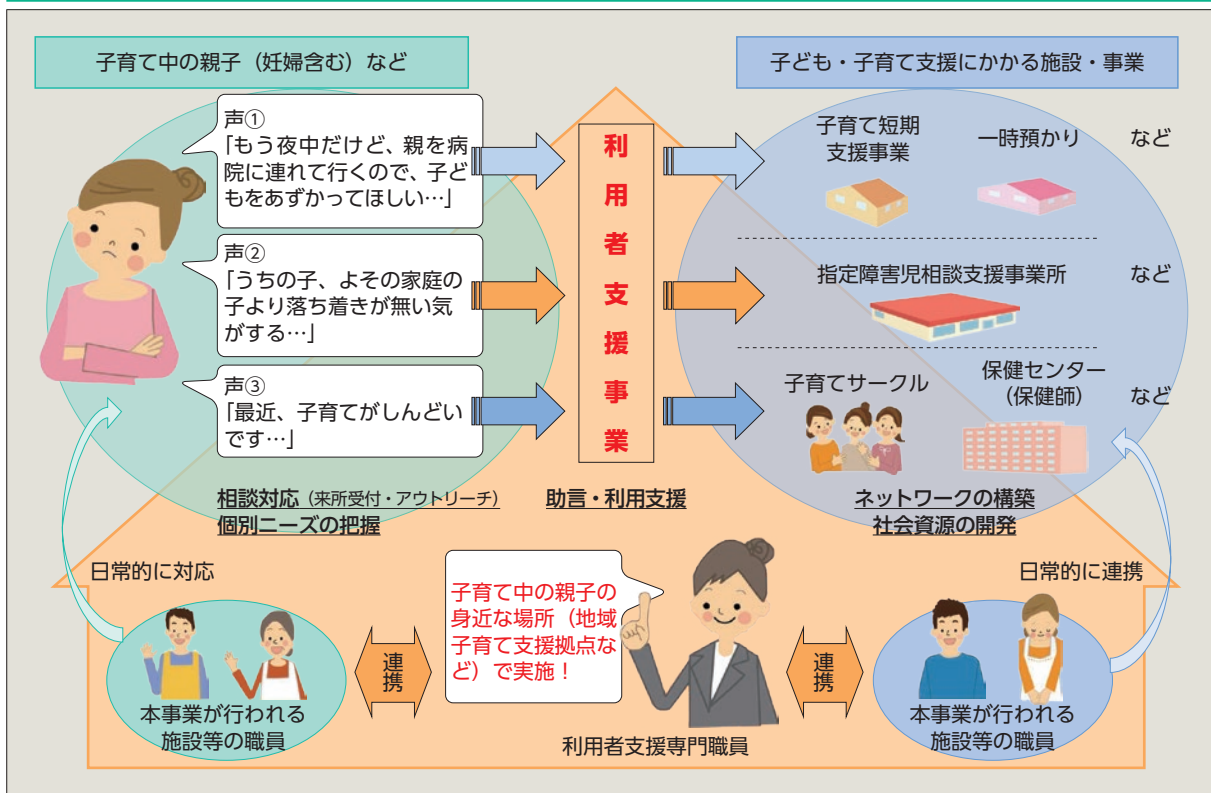 子育て中の親子（妊婦含む）など
子ども・子育て支援にかかる施設・事業
声①
「もう夜中だけど、親を病
院に連れて行くので、子ど
もをあずかってほしい…」
声②
「うちの子、よその家庭の
子より落ち着きが無い気
がする…」
声③
「最近、子育てがしんどい
です…」
利用者支援事業
子育て短期
支援事業
一時預かり
など
指定障害児相談支援事業所
など
子育てサークル
保健センター
（保健師）
など
相談対応（来所受付・アウトリーチ）
個別ニーズの把握
助言・利用支援
ネットワークの構築
社会資源の開発
日常的に対応
日常的に連携
子育て中の親子の
身近な場所（地域
子育て支援拠点な
ど）で実施！
連携
連携
本事業が行われる
施設等の職員
利用者支援専門職員
本事業が行われる
施設等の職員